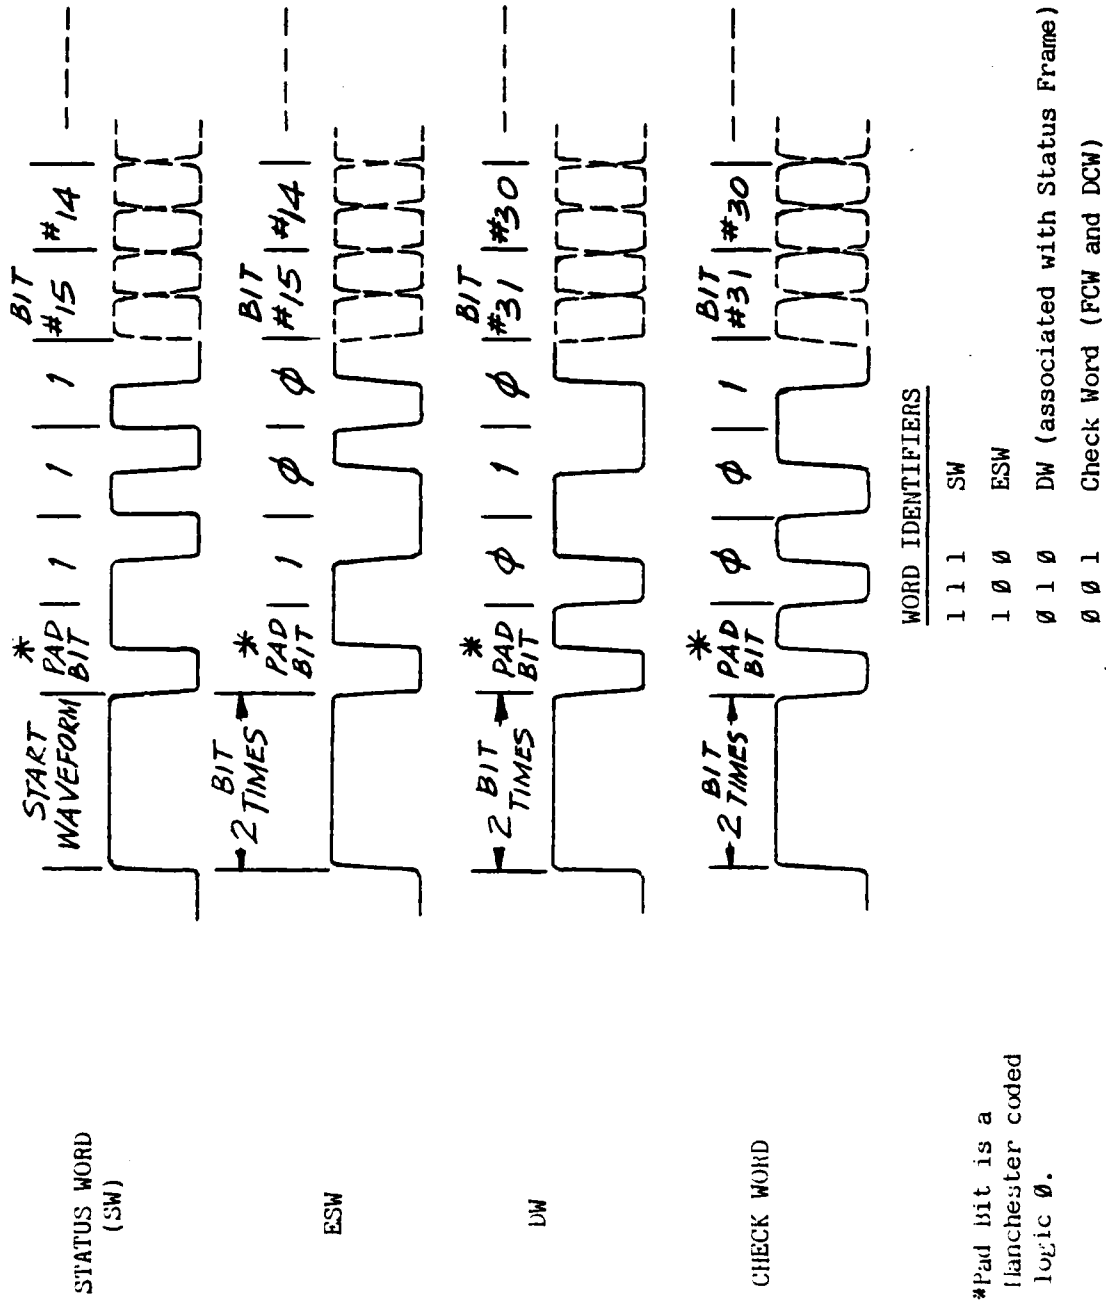 STATUS WORD
(SW)
START
WAVEFORM
*
PAD
BIT
1
1
1
BIT
#15
#14
ESW
BIT
2 TIMES
*
PAD
BIT
1
Ø
Ø
BIT
#15
#14
DW
BIT
2 TIMES
*
PAD
BIT
Ø
1
Ø
BIT
#31
#30
CHECK WORD
BIT
2 TIMES
*
PAD
BIT
Ø
Ø
1
BIT
#31
#30
WORD IDENTIFIERS
1 1 1 SW
1 Ø Ø ESW
Ø 1 Ø DW (associated with Status Frame)
Ø Ø 1 Check Word (FCW and DCW)
*Pad Bit is a
Manchester coded
logic Ø.